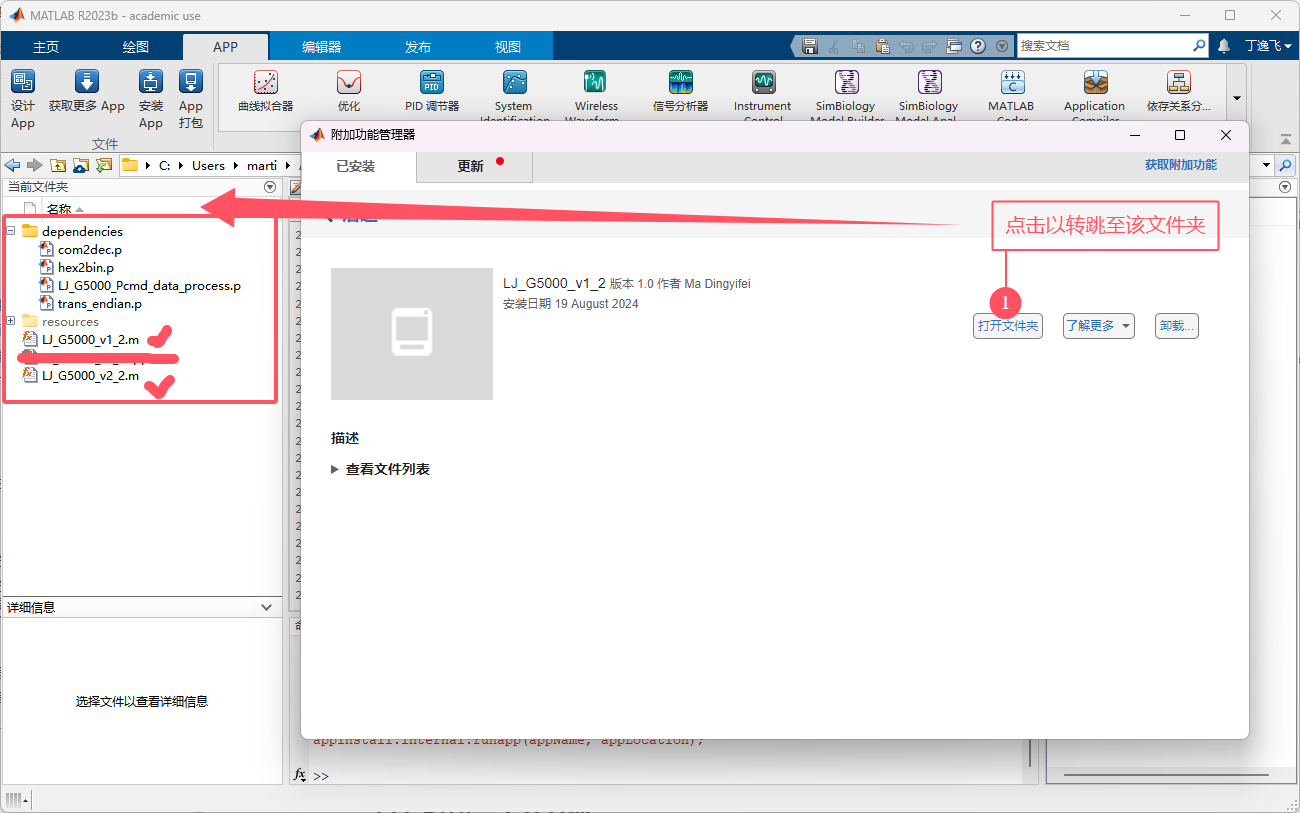 MATLAB R2023b - academic use
主页 绘图 APP 编辑器 发布 视图 搜索文档 丁逸飞
设计 App 获取更多 App 安装 App App 打包 曲线拟合器 优化 PID 调节器 System Wireless 信号分析器 Instrument SimBiology SimBiology MATLAB Application 依存关系分...
Identification Control Model Builder Model Anal Coder Compiler
文件
附加功能管理器
C: Users marti
已安装 更新 获取附加功能
当前文件夹
名称
点击以转跳至该文件夹
dependencies
com2dec.p
hex2bin.p
LJ_G5000_Pcmd_data_process.p
trans_endian.p
resources
LJ_G5000_v1_2.m
LJ_G5000_v2_2.m
LJ_G5000_v1_2 版本 1.0 作者 Ma Dingyifei
安装日期 19 August 2024
1
打开文件夹 了解更多 卸载...
描述
查看文件列表
详细信息
选择文件以查看详细信息
appinstall.internal.runapp(appName, appLocation);
fx >>